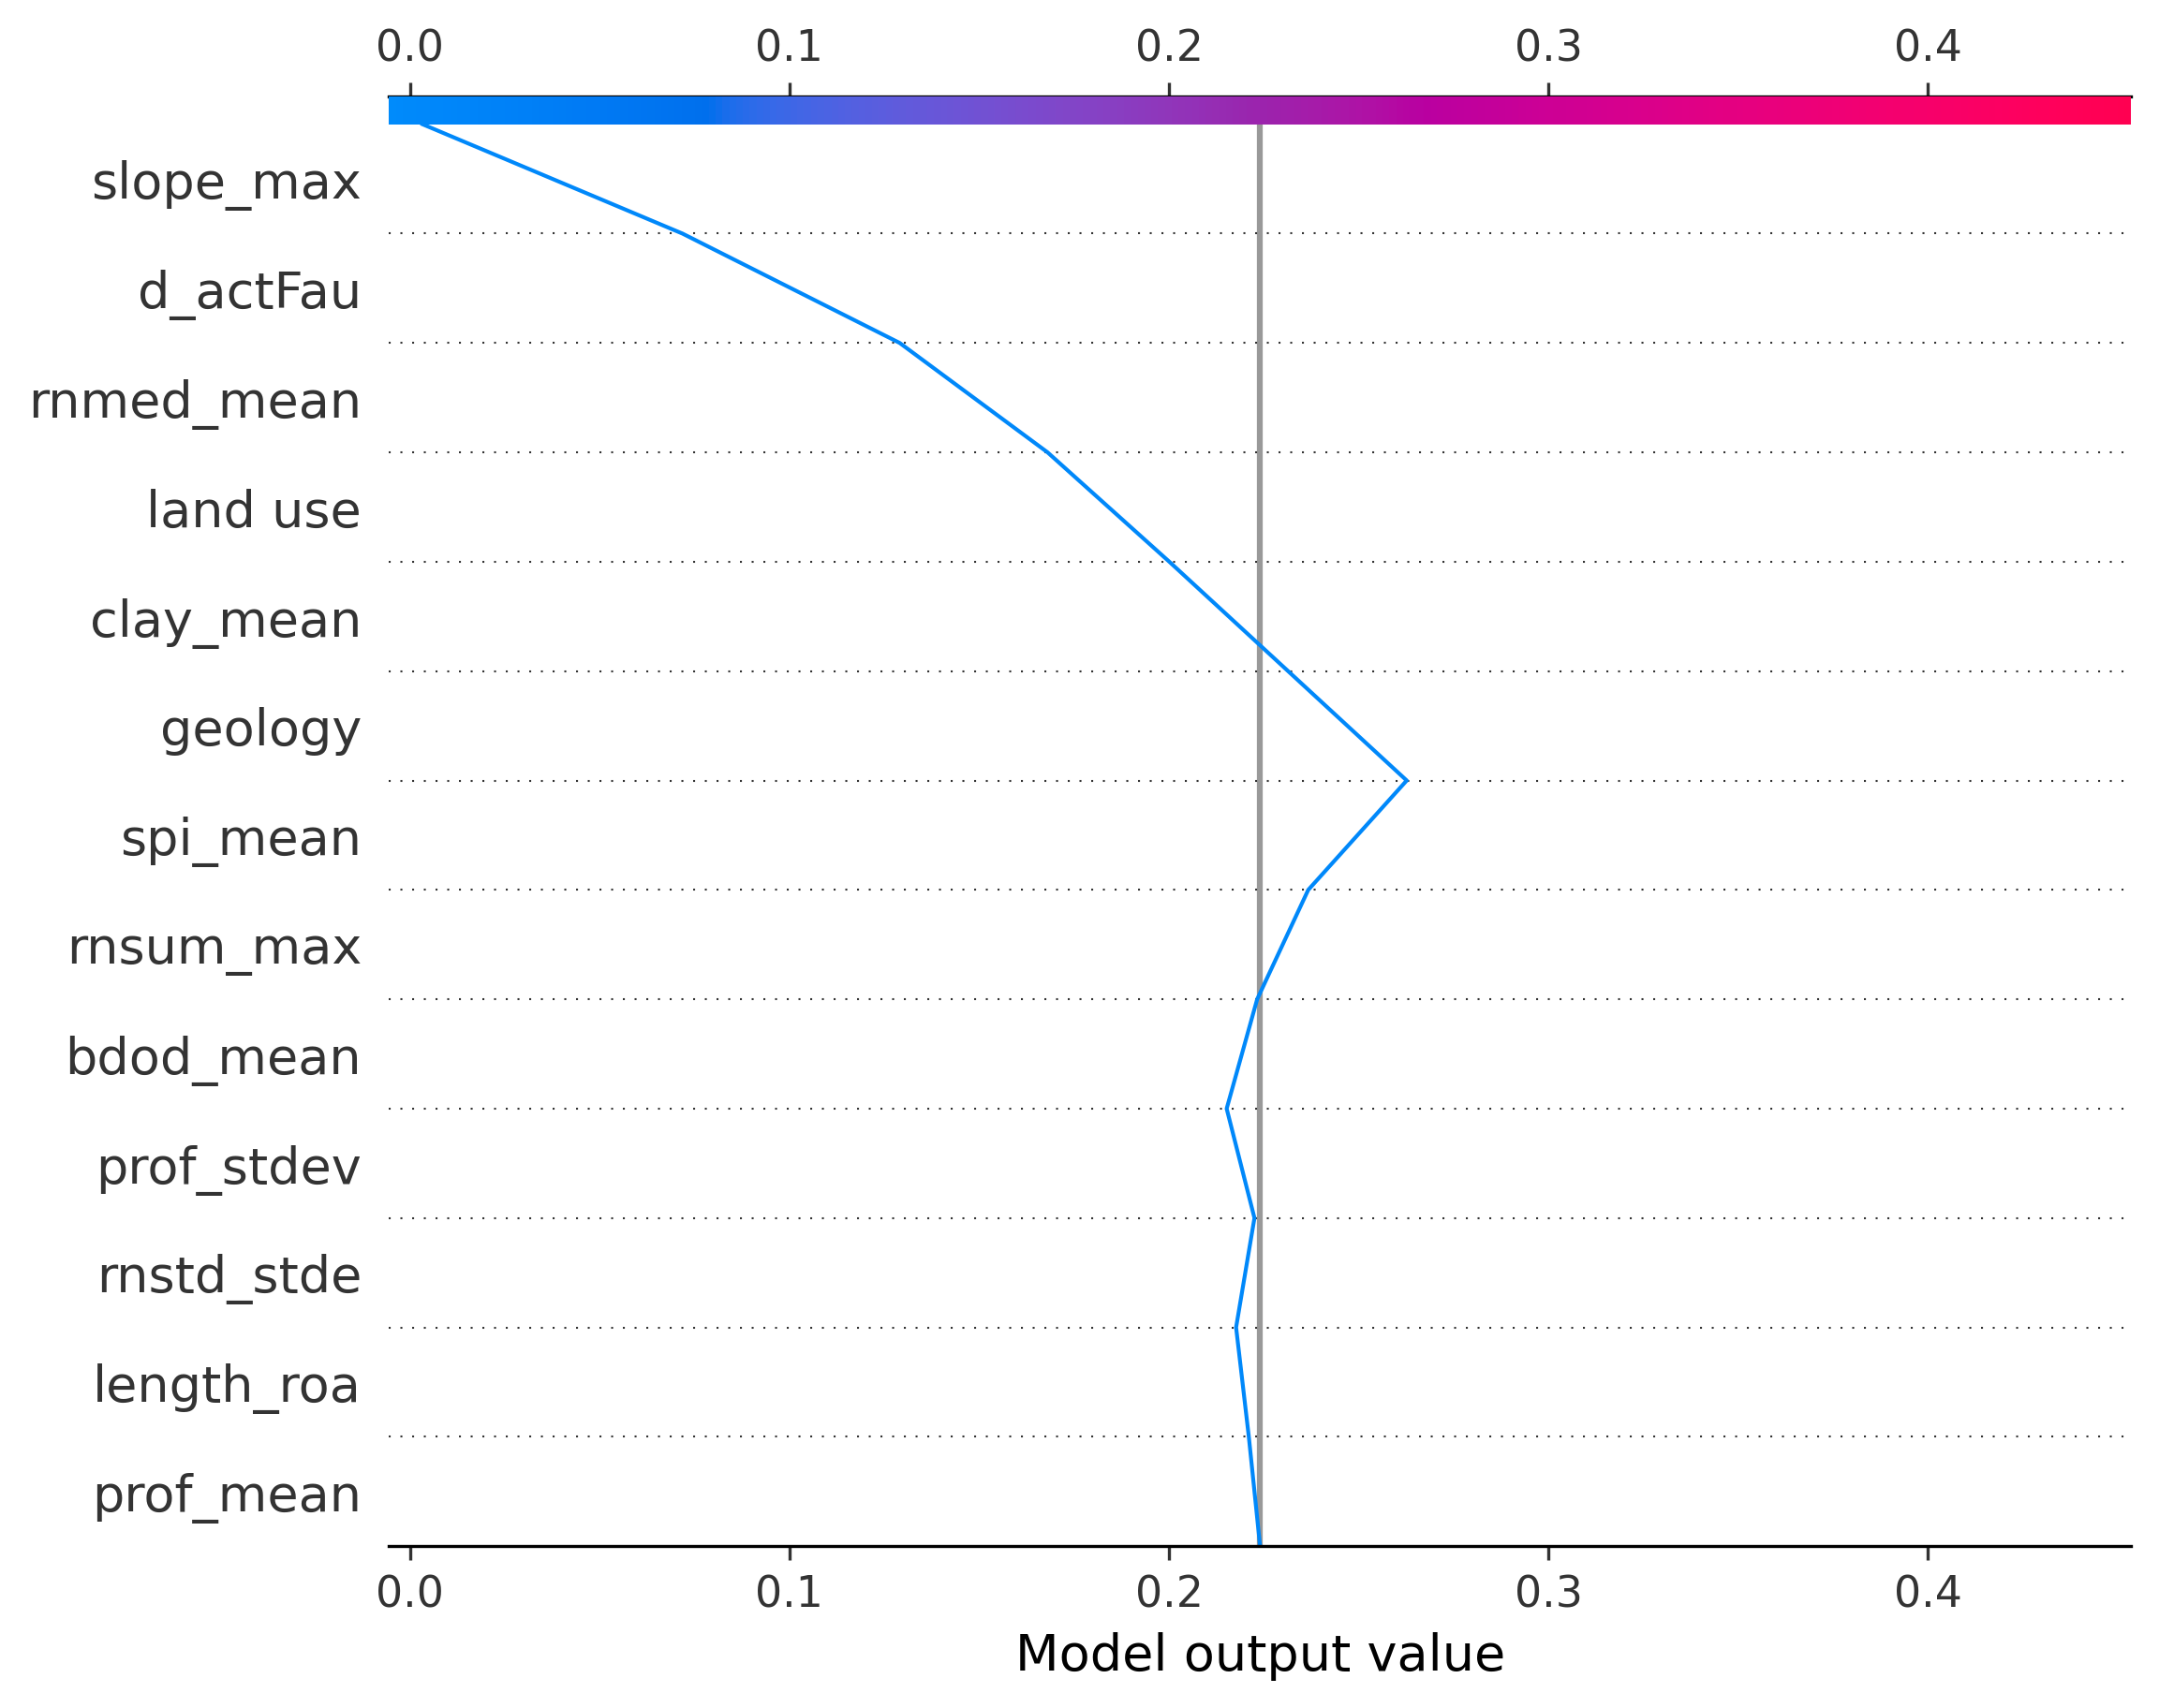 0.0 0.1 0.2 0.3 0.4
slope_max
d_actFau
rnmed_mean
land use
clay_mean
geology
spi_mean
rnsum_max
bdod_mean
prof_stdev
rnstd_stde
length_roa
prof_mean
0.0 0.1 0.2 0.3 0.4
Model output value